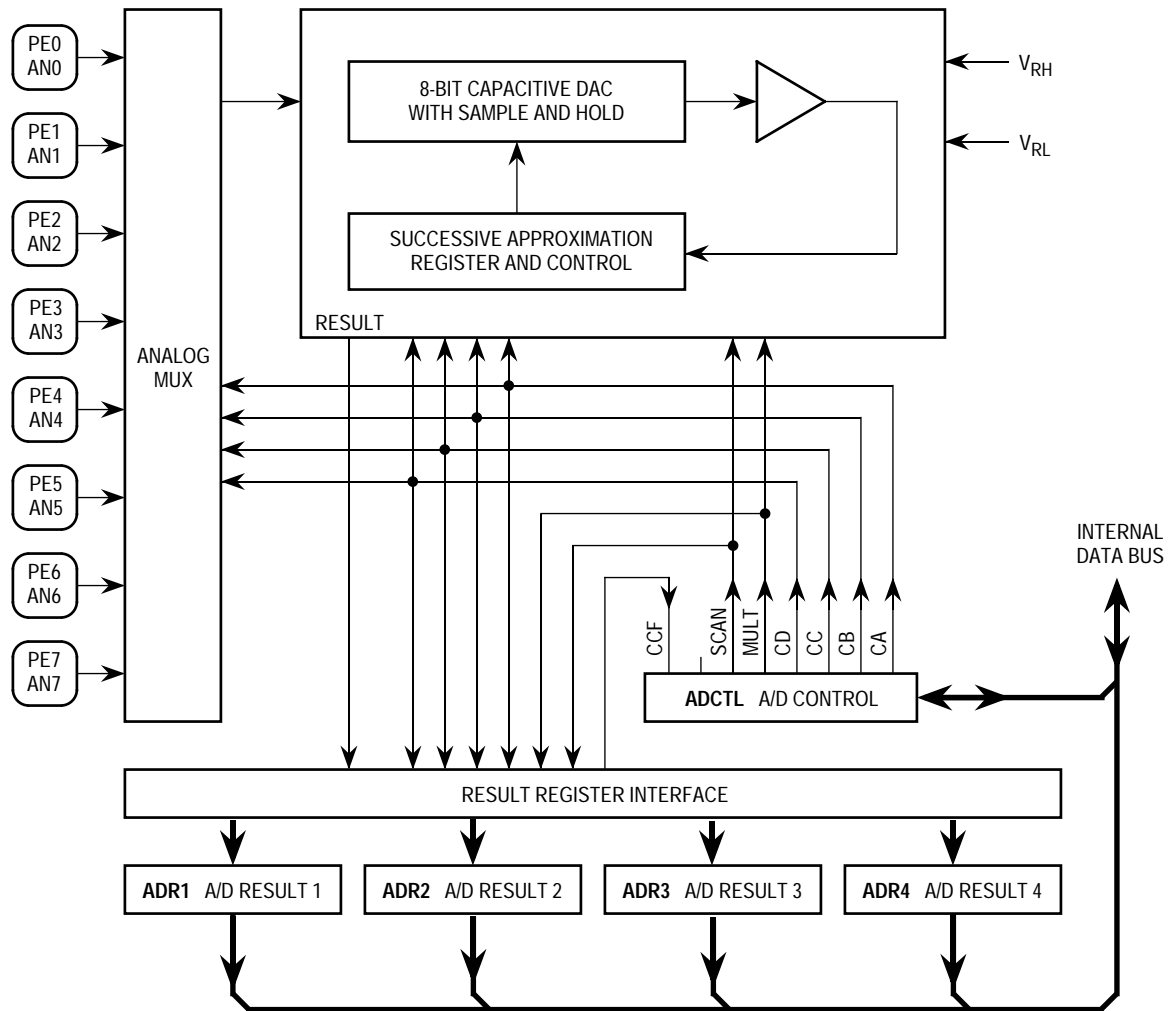 PE0
AN0
PE1
AN1
PE2
AN2
PE3
AN3
PE4
AN4
PE5
AN5
PE6
AN6
PE7
AN7
ANALOG
MUX
8-BIT CAPACITIVE DAC
WITH SAMPLE AND HOLD
SUCCESSIVE APPROXIMATION
REGISTER AND CONTROL
RESULT
VRH
VRL
INTERNAL
DATA BUS
CCF
SCAN
MULT
CD
CC
CB
CA
ADCTL A/D CONTROL
RESULT REGISTER INTERFACE
ADR1 A/D RESULT 1
ADR2 A/D RESULT 2
ADR3 A/D RESULT 3
ADR4 A/D RESULT 4